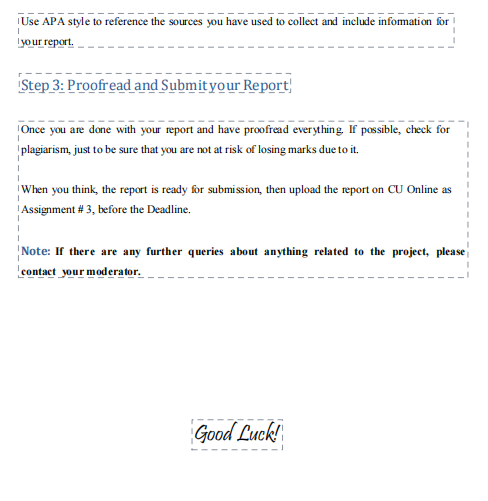 Use APA style to reference the sources you have used to collect and include information for
your report.
Step 3: Proofread and Submit your Report
Once you are done with your report and have proofread everything. If possible, check for
plagiarism, just to be sure that you are not at risk of losing marks due to it.
When you think, the report is ready for submission, then upload the report on CU Online as
Assignment # 3, before the Deadline.
Note: If there are any further queries about anything related to the project, please
contact your moderator.
Good Luck!